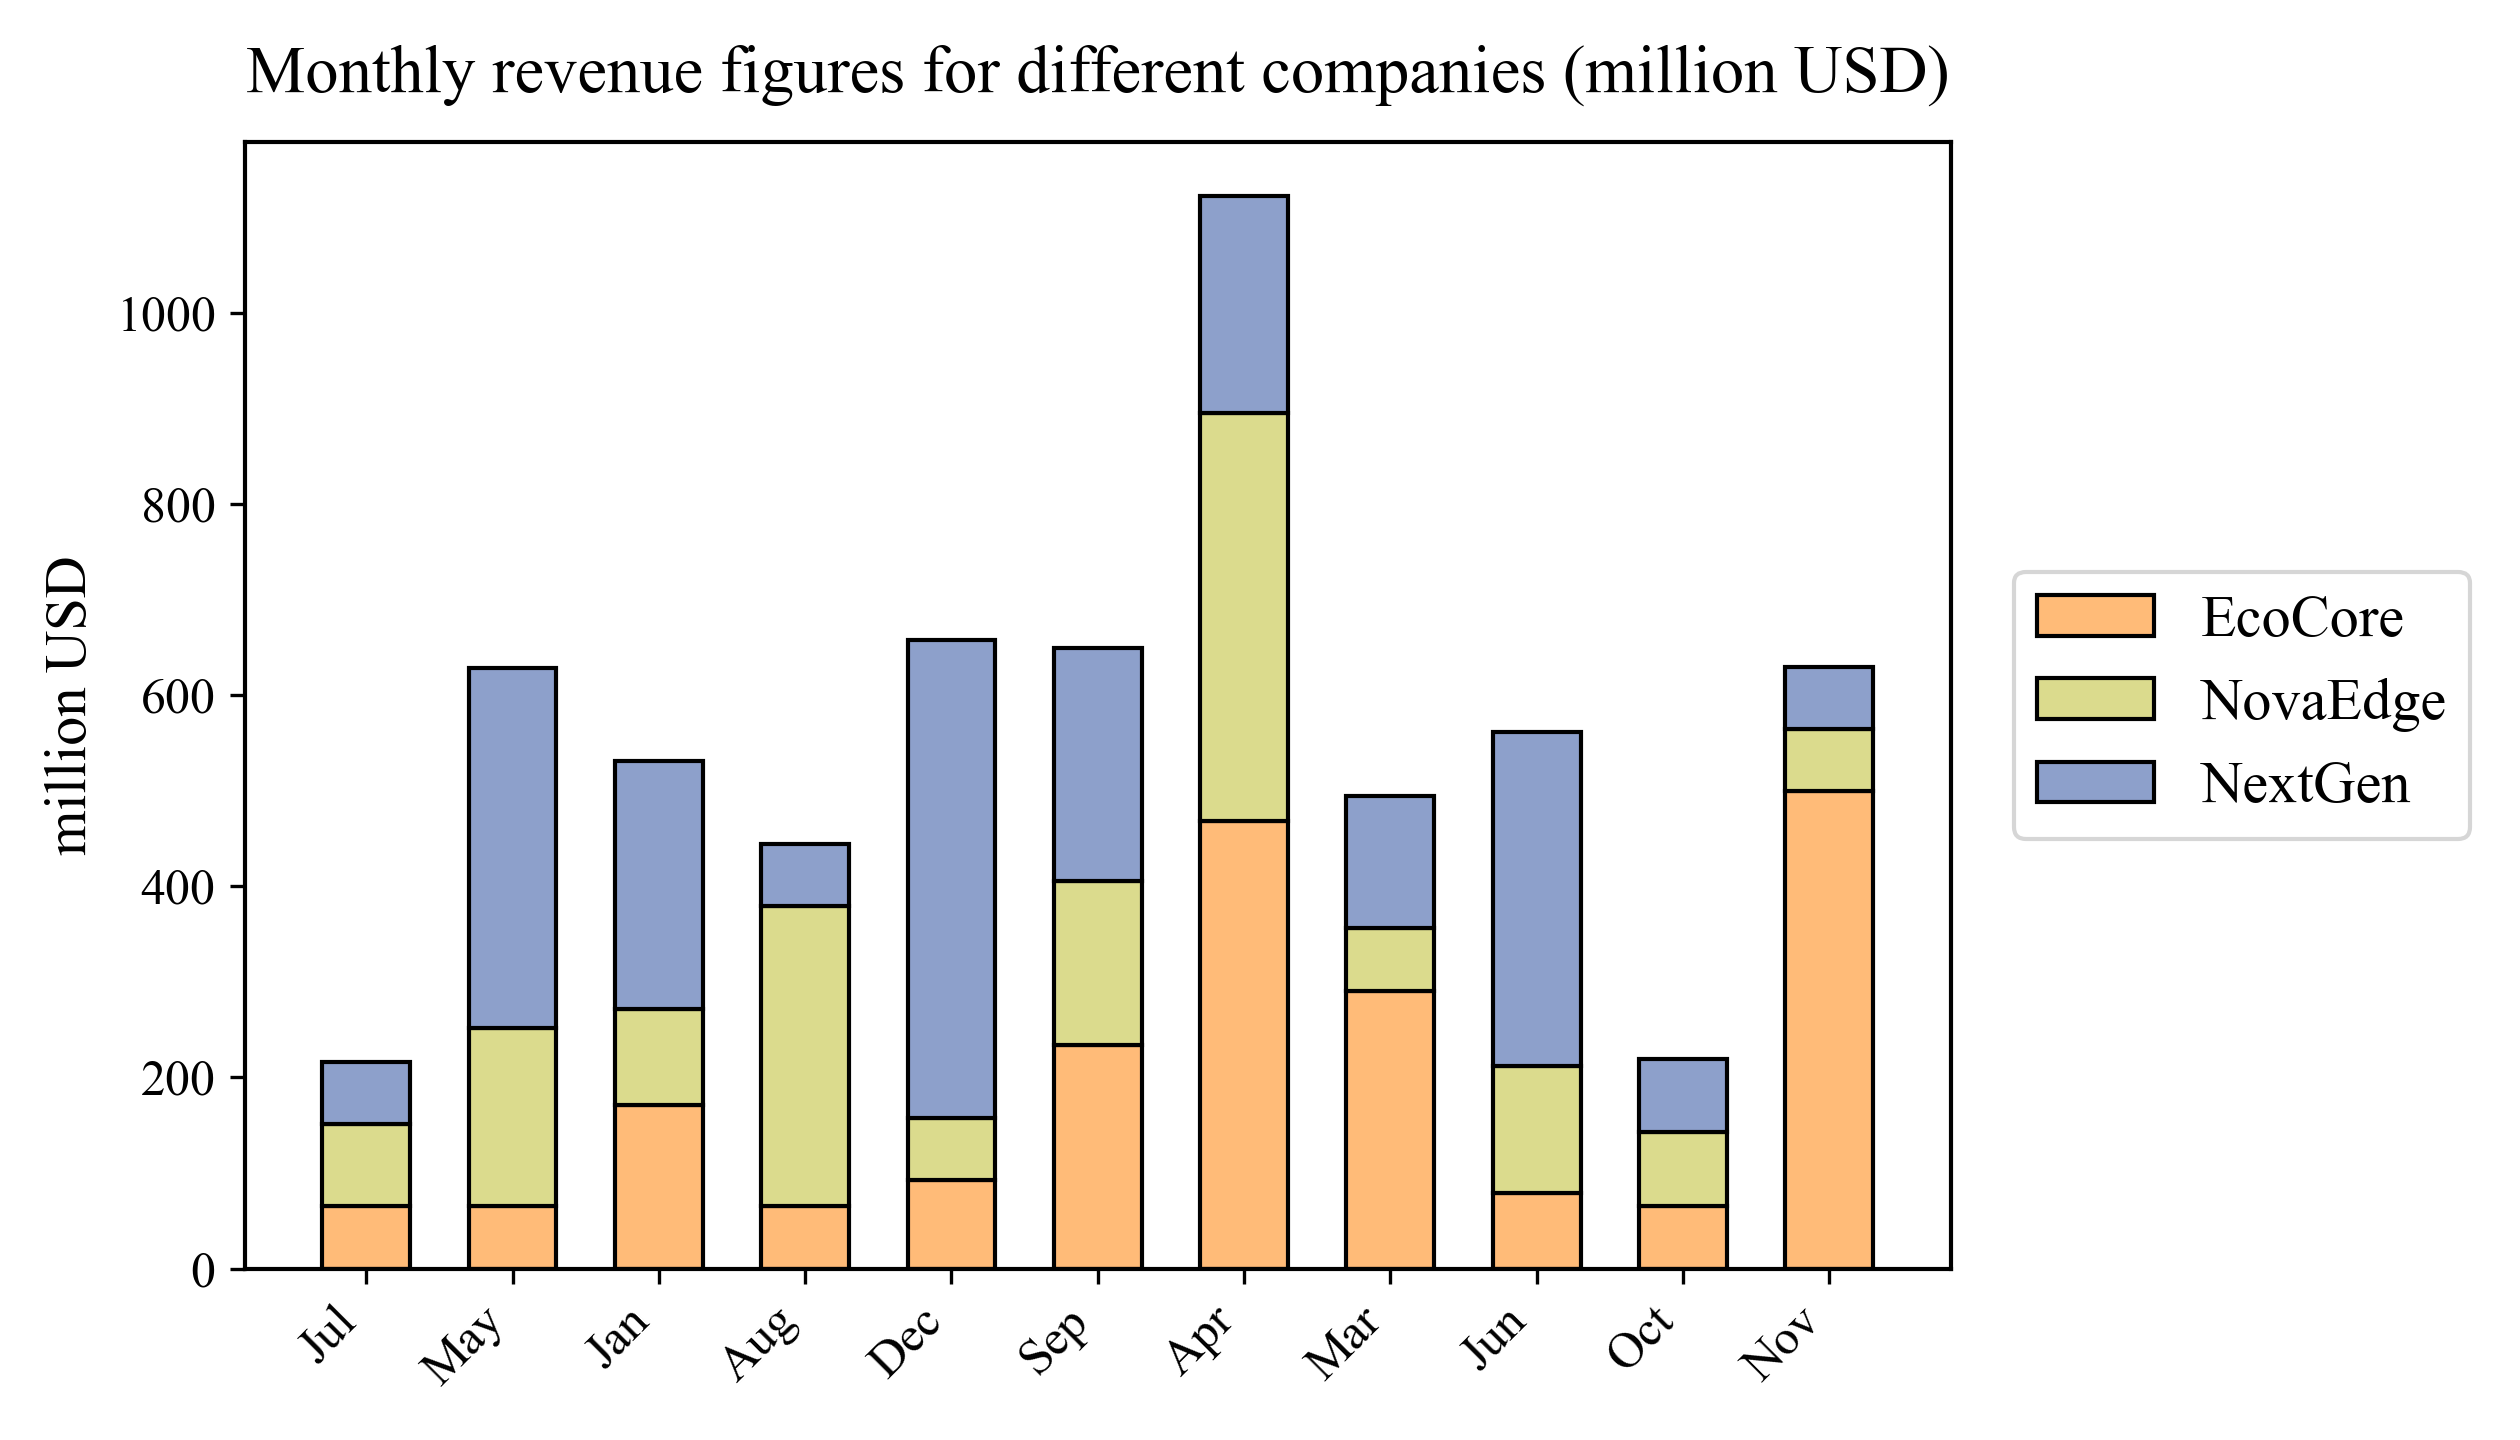 Monthly revenue figures for different companies (million USD)
million USD
1000
800
600
400
200
0
Jul
May
Jan
Aug
Dec
Sep
Apr
Mar
Jun
Oct
Nov
EcoCore
NovaEdge
NextGen